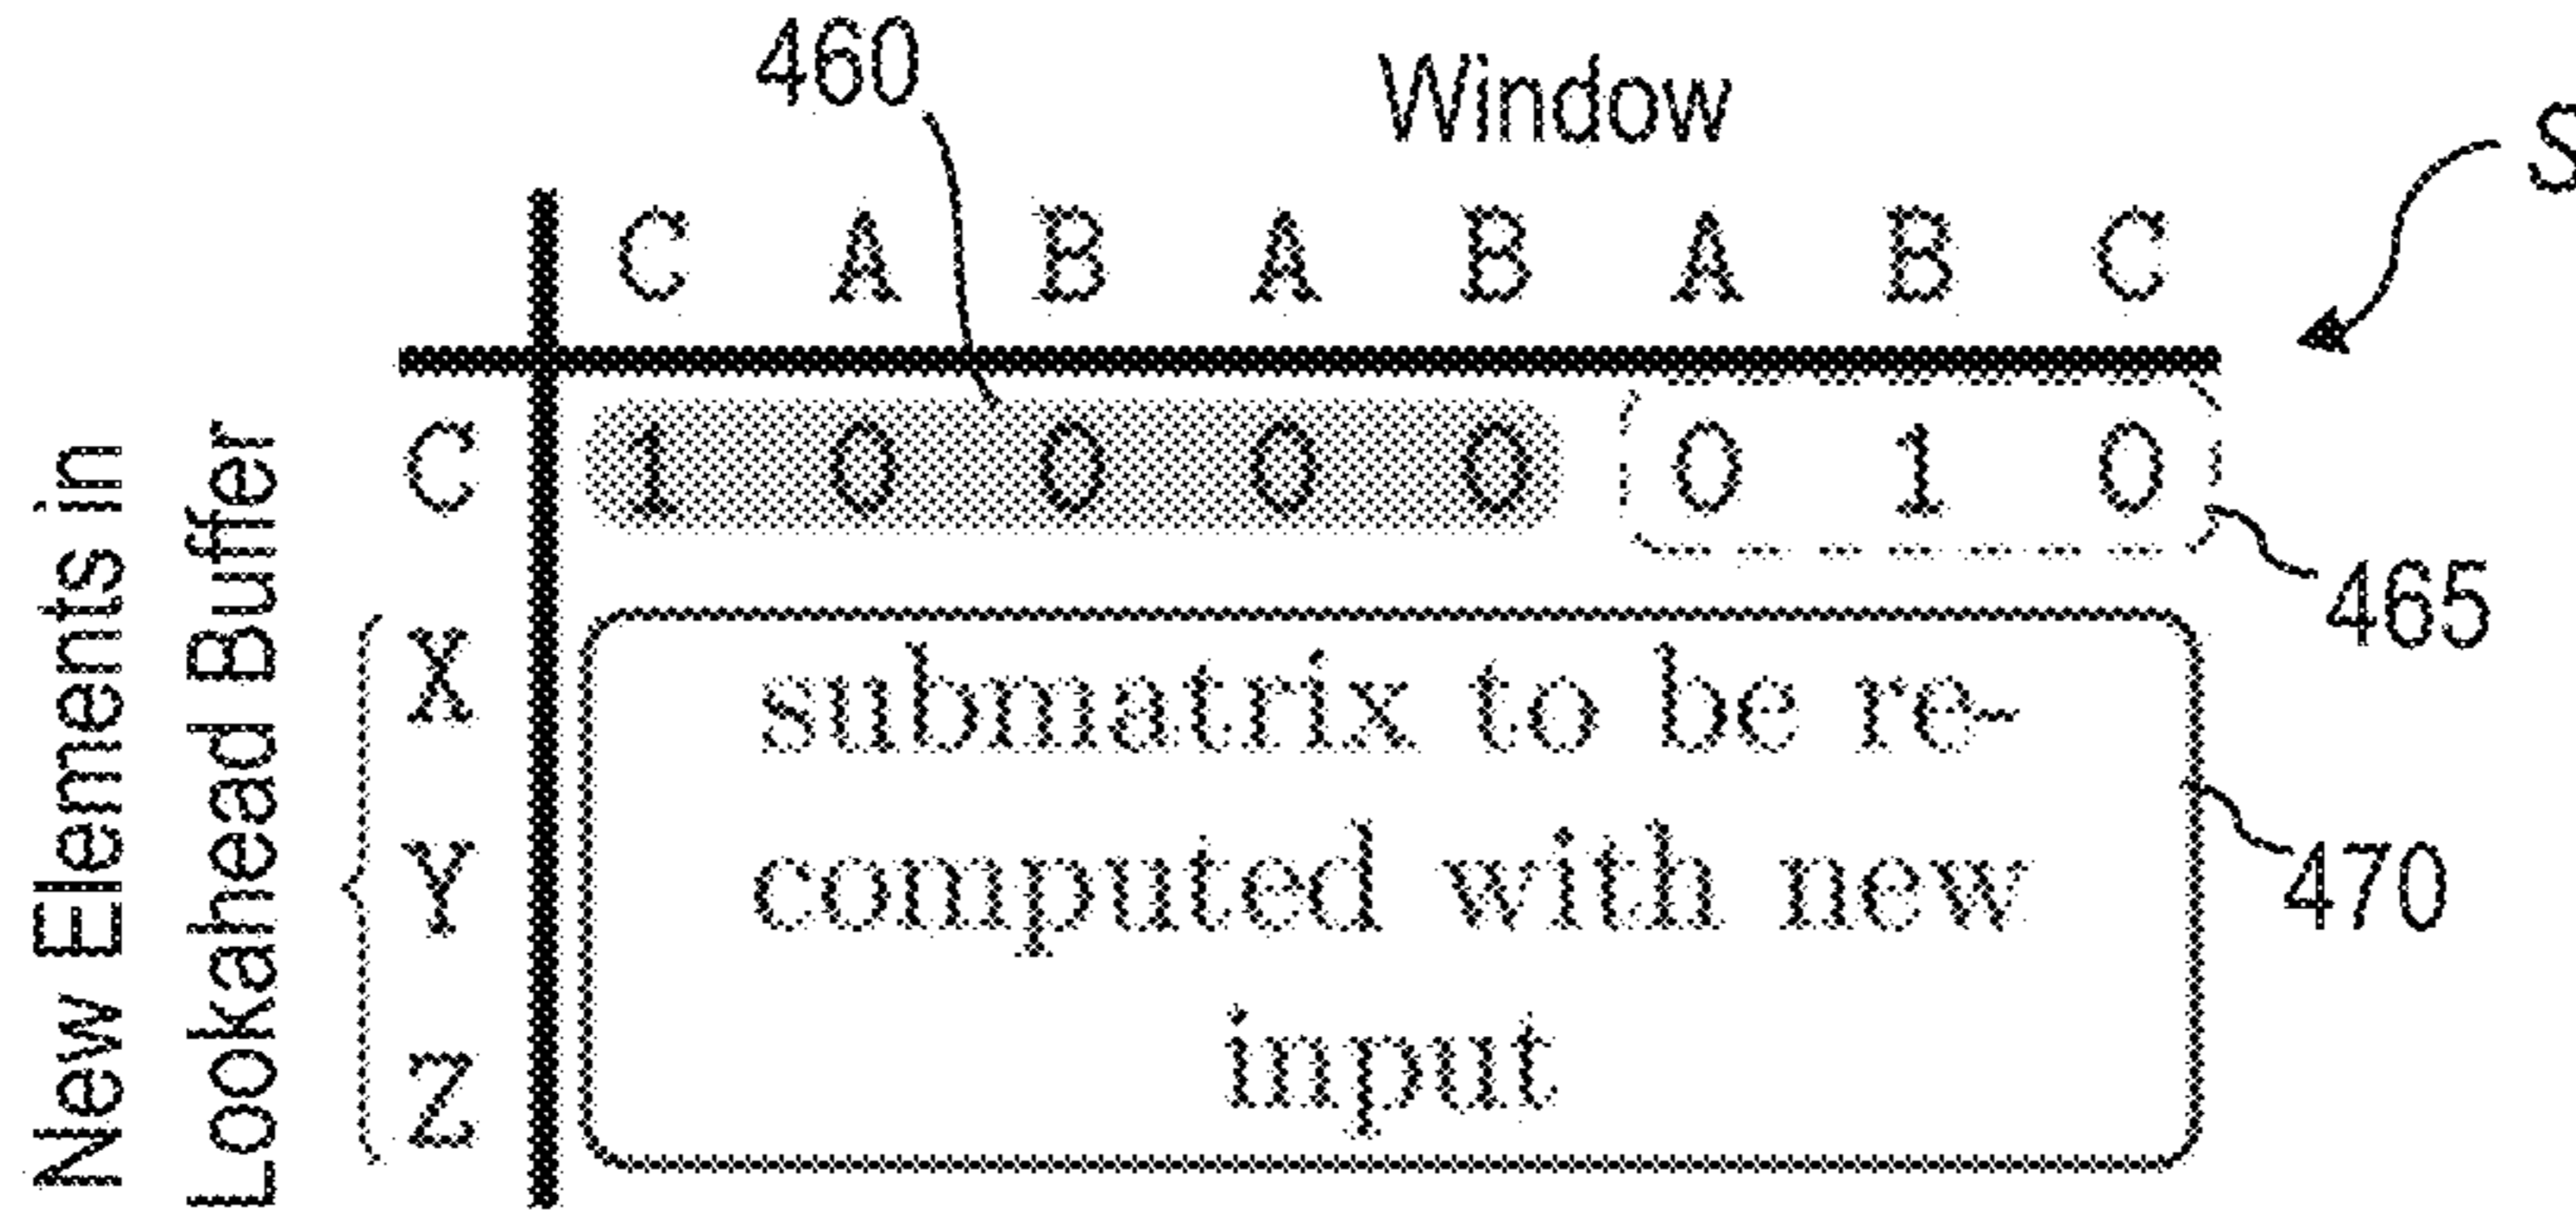 460
Window
S
C A B A B A B C
C 1 0 0 0 0 0 1 0
465
New Elements in
Lookahead Buffer
X
Y
Z
submatrix to be re-
computed with new
input
470